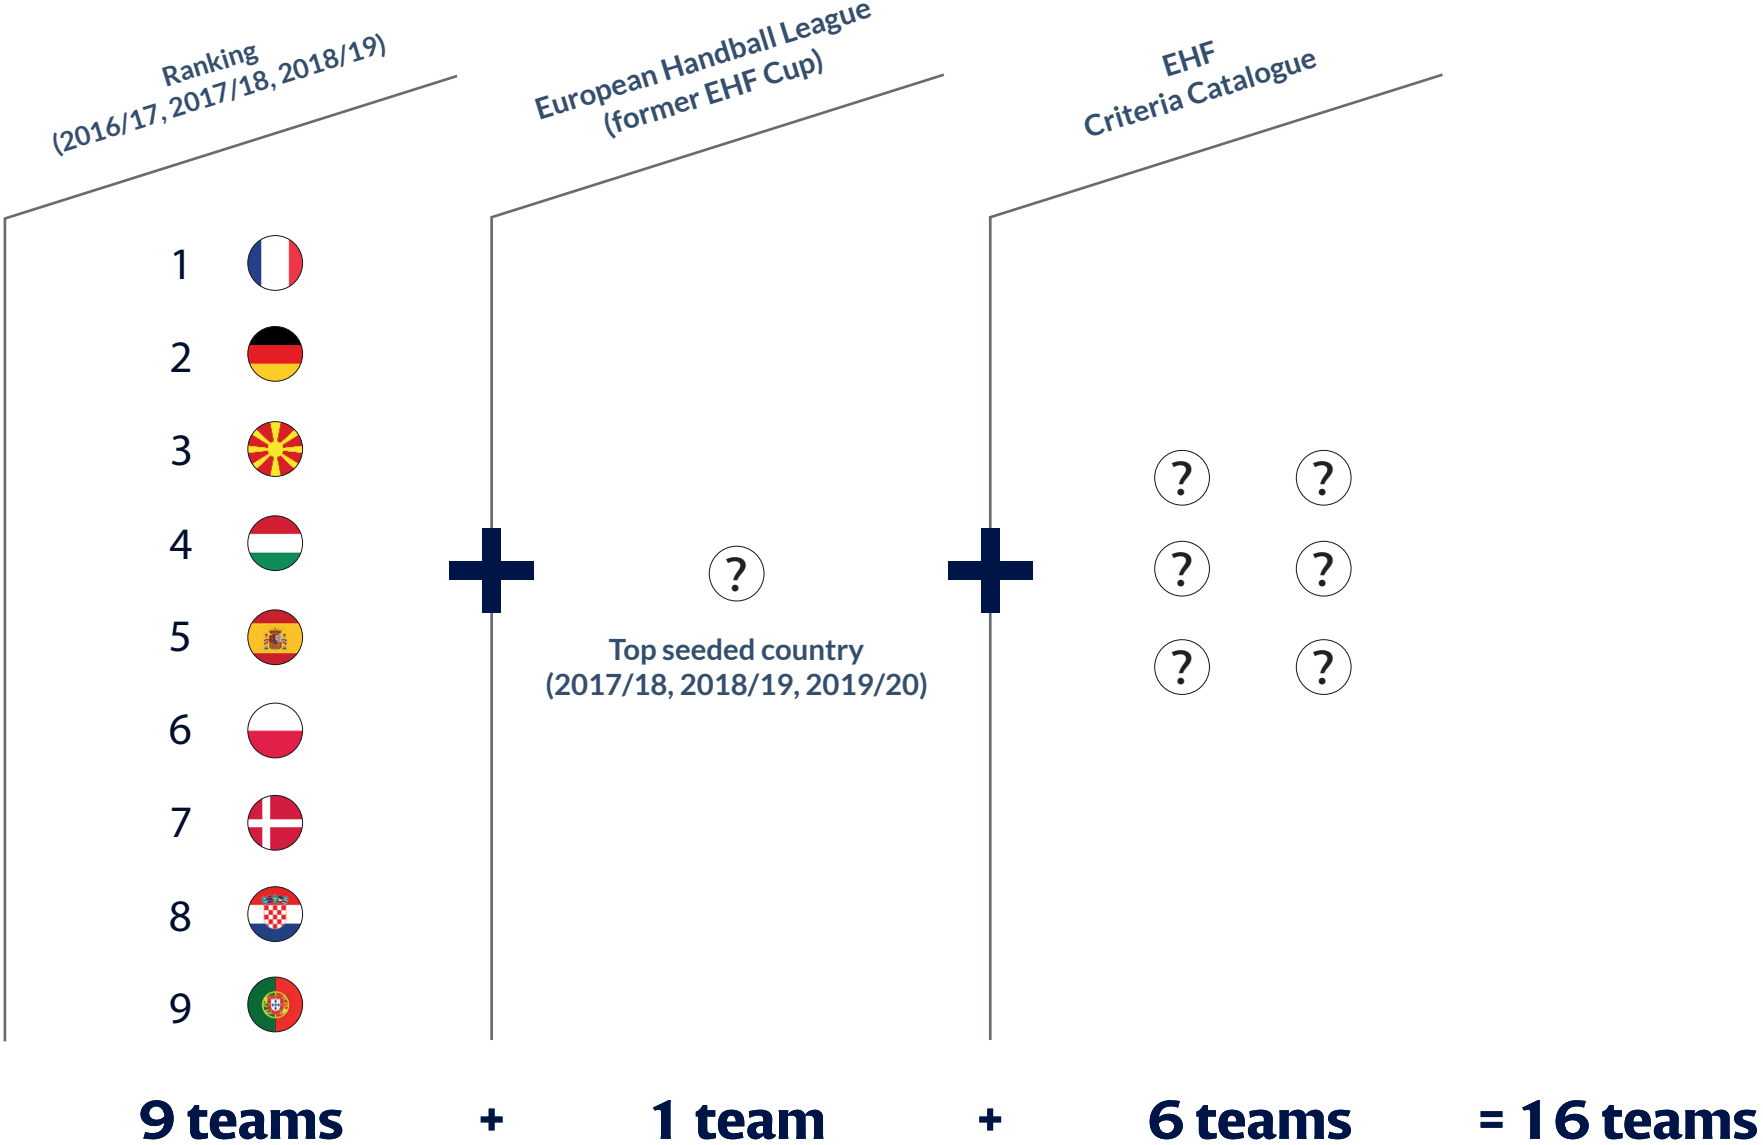 Ranking
(2016/17, 2017/18, 2018/19)
European Handball League
(former EHF Cup)
EHF
Criteria Catalogue
1
2
3
4
5
6
7
8
9
?
Top seeded country
(2017/18, 2018/19, 2019/20)
? ?
? ?
? ?
9 teams + 1 team + 6 teams = 16 teams